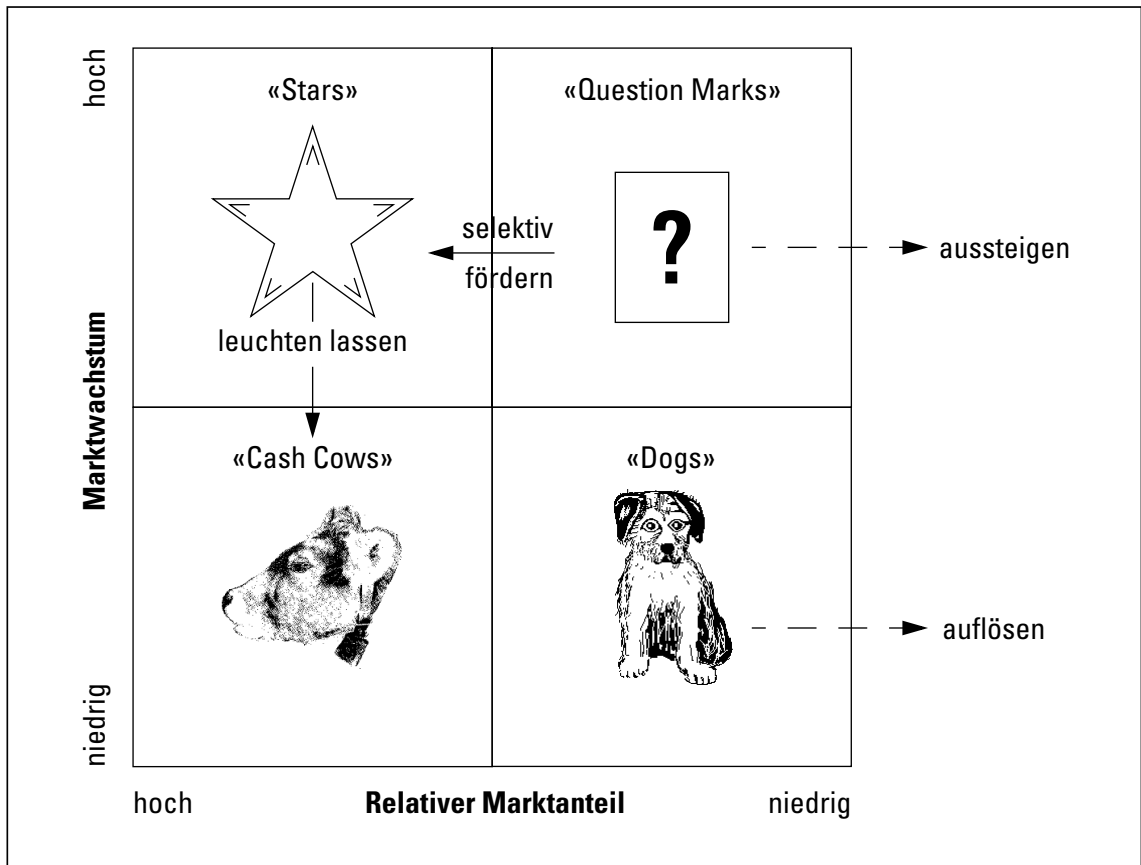 hoch
«Stars»
«Question Marks»
?
selektiv
fördern
aussteigen
leuchten lassen
Marktwachstum
«Cash Cows»
«Dogs»
auflösen
niedrig
hoch
Relativer Marktanteil
niedrig